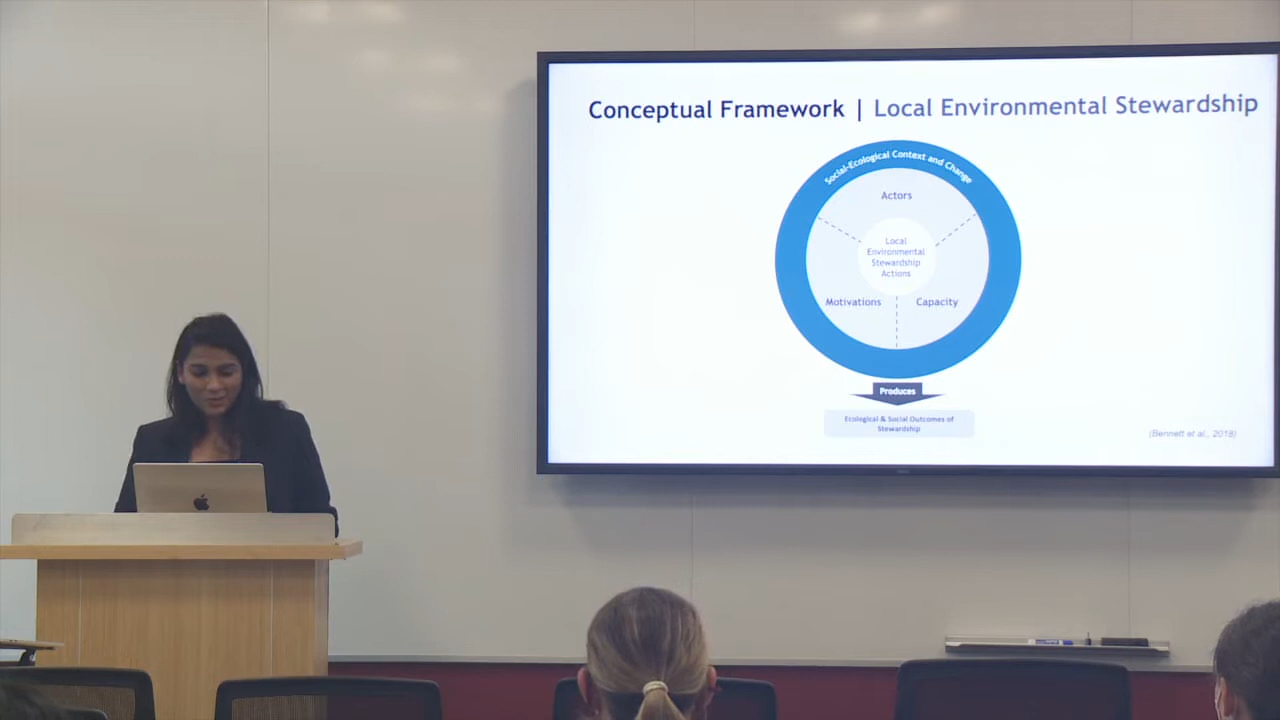 Conceptual Framework | Local Environmental Stewardship
Social-Ecological Context and Change
Actors
Local
Environmental
Stewardship
Actions
Motivations
Capacity
Produces
Ecological & Social Outcomes of
Stewardship
(Bennett et al., 2018)